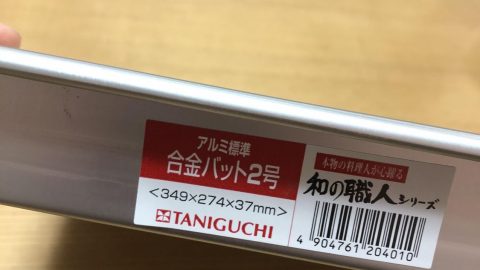 アルミ標準
合金バット2号
<349×274×37mm>
TANIGUCHI
本物の料理人が心躍る
和の職人シリーズ
4 904761 204010